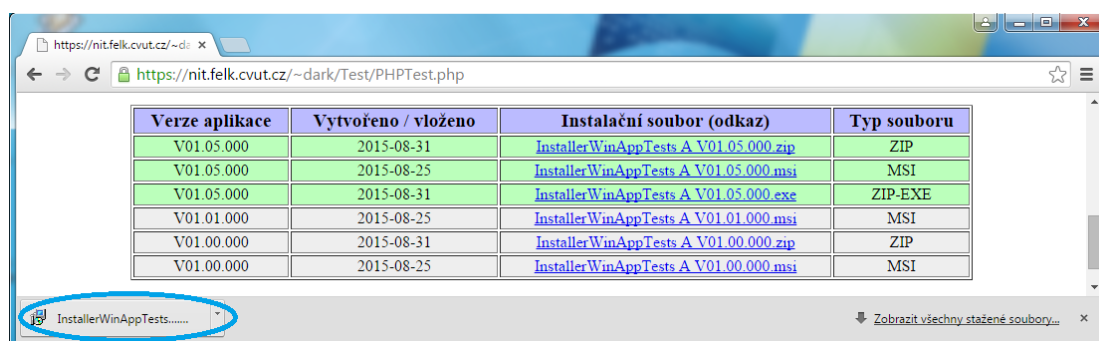 https://nit.felk.cvut.cz/~da
https://nit.felk.cvut.cz/~dark/Test/PHPTest.php
Verze aplikace Vytvořeno / vloženo Instalační soubor (odkaz) Typ souboru
V01.05.000 2015-08-31 InstallerWinAppTests A V01.05.000.zip ZIP
V01.05.000 2015-08-25 InstallerWinAppTests A V01.05.000.msi MSI
V01.05.000 2015-08-31 InstallerWinAppTests A V01.05.000.exe ZIP-EXE
V01.01.000 2015-08-25 InstallerWinAppTests A V01.01.000.msi MSI
V01.00.000 2015-08-31 InstallerWinAppTests A V01.00.000.zip ZIP
V01.00.000 2015-08-25 InstallerWinAppTests A V01.00.000.msi MSI
InstallerWinAppTests....... Zobrazit všechny stažené soubory...